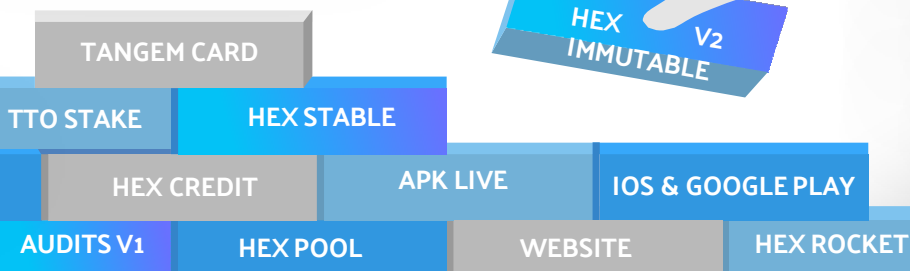 HEX V2
IMMUTABLE
TANGEM CARD
TTO STAKE
HEX STABLE
HEX CREDIT
APK LIVE
IOS & GOOGLE PLAY
AUDITS V1
HEX POOL
WEBSITE
HEX ROCKET